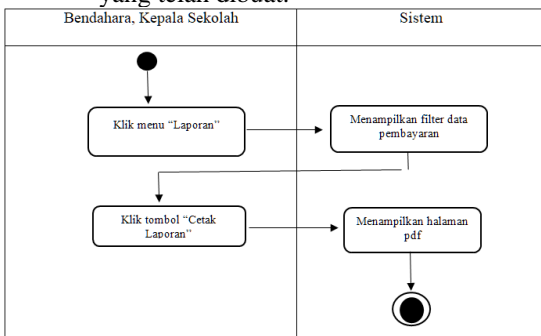 yang telah dibuat.
Bendahara, Kepala Sekolah
Sistem
Klik menu “Laporan”
Menampilkan filter data
pembayaran
Klik tombol “Cetak
Laporan”
Menampilkan halaman
pdf